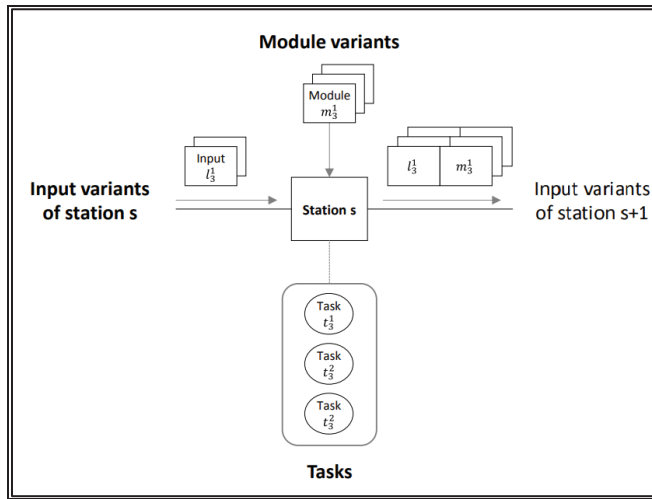 Module variants
Module
m₃¹
Input
l₃¹
l₃¹ m₃¹
Input variants
of station s
Station s
Input variants
of station s+1
Task
t₃¹
Task
t₃²
Task
t₃²
Tasks